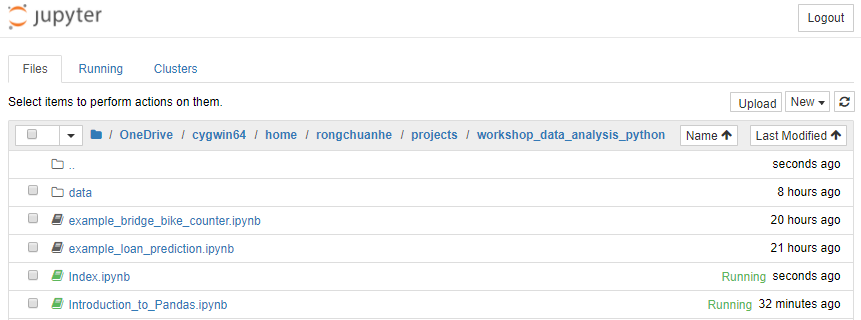 jupyter
Logout
Files Running Clusters
Select items to perform actions on them.
Upload New
/ OneDrive / cygwin64 / home / rongchuanhe / projects / workshop_data_analysis_python Name Last Modified
.. seconds ago
data 8 hours ago
example_bridge_bike_counter.ipynb 20 hours ago
example_loan_prediction.ipynb 21 hours ago
Index.ipynb Running seconds ago
Introduction_to_Pandas.ipynb Running 32 minutes ago